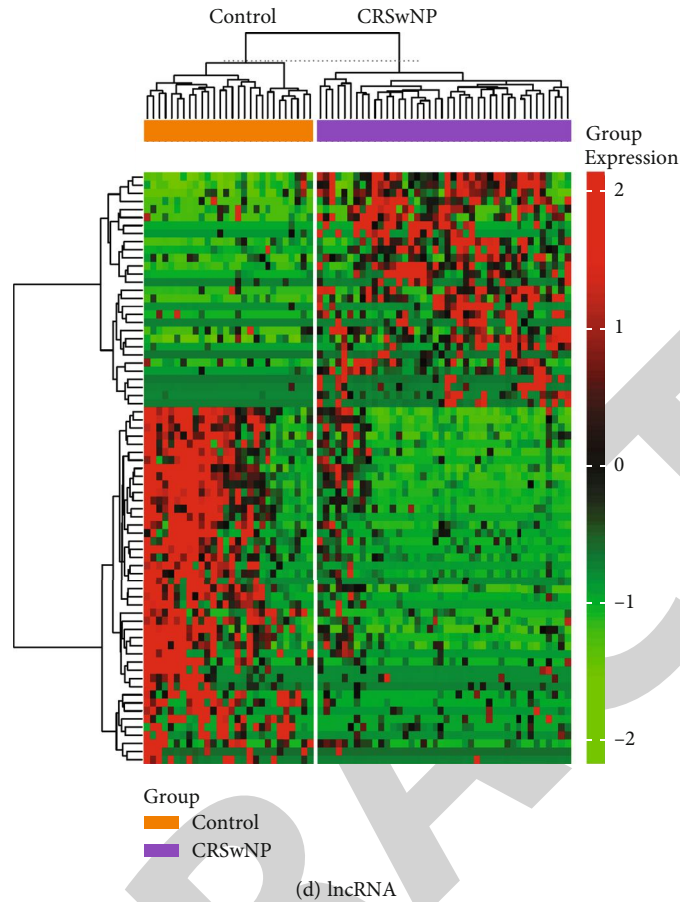 Control CRSwNP
Group
Expression
2
1
0
−1
−2
Group
Control
CRSwNP
(d) lncRNA